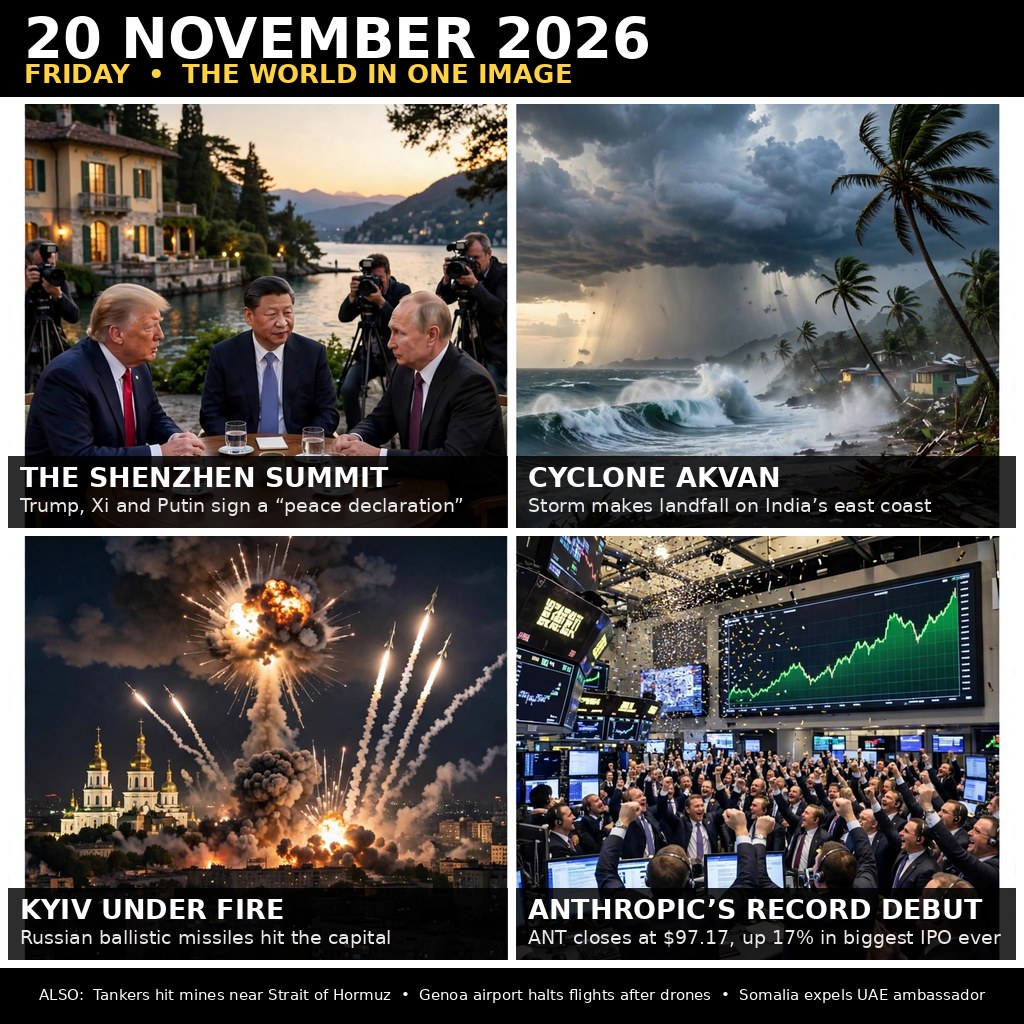 20 NOVEMBER 2026
FRIDAY • THE WORLD IN ONE IMAGE
THE SHENZHEN SUMMIT
Trump, Xi and Putin sign a “peace declaration”
CYCLONE AKVAN
Storm makes landfall on India’s east coast
KYIV UNDER FIRE
Russian ballistic missiles hit the capital
ANTHROPIC’S RECORD DEBUT
ANT closes at $97.17, up 17% in biggest IPO ever
ALSO: Tankers hit mines near Strait of Hormuz • Genoa airport halts flights after drones • Somalia expels UAE ambassador